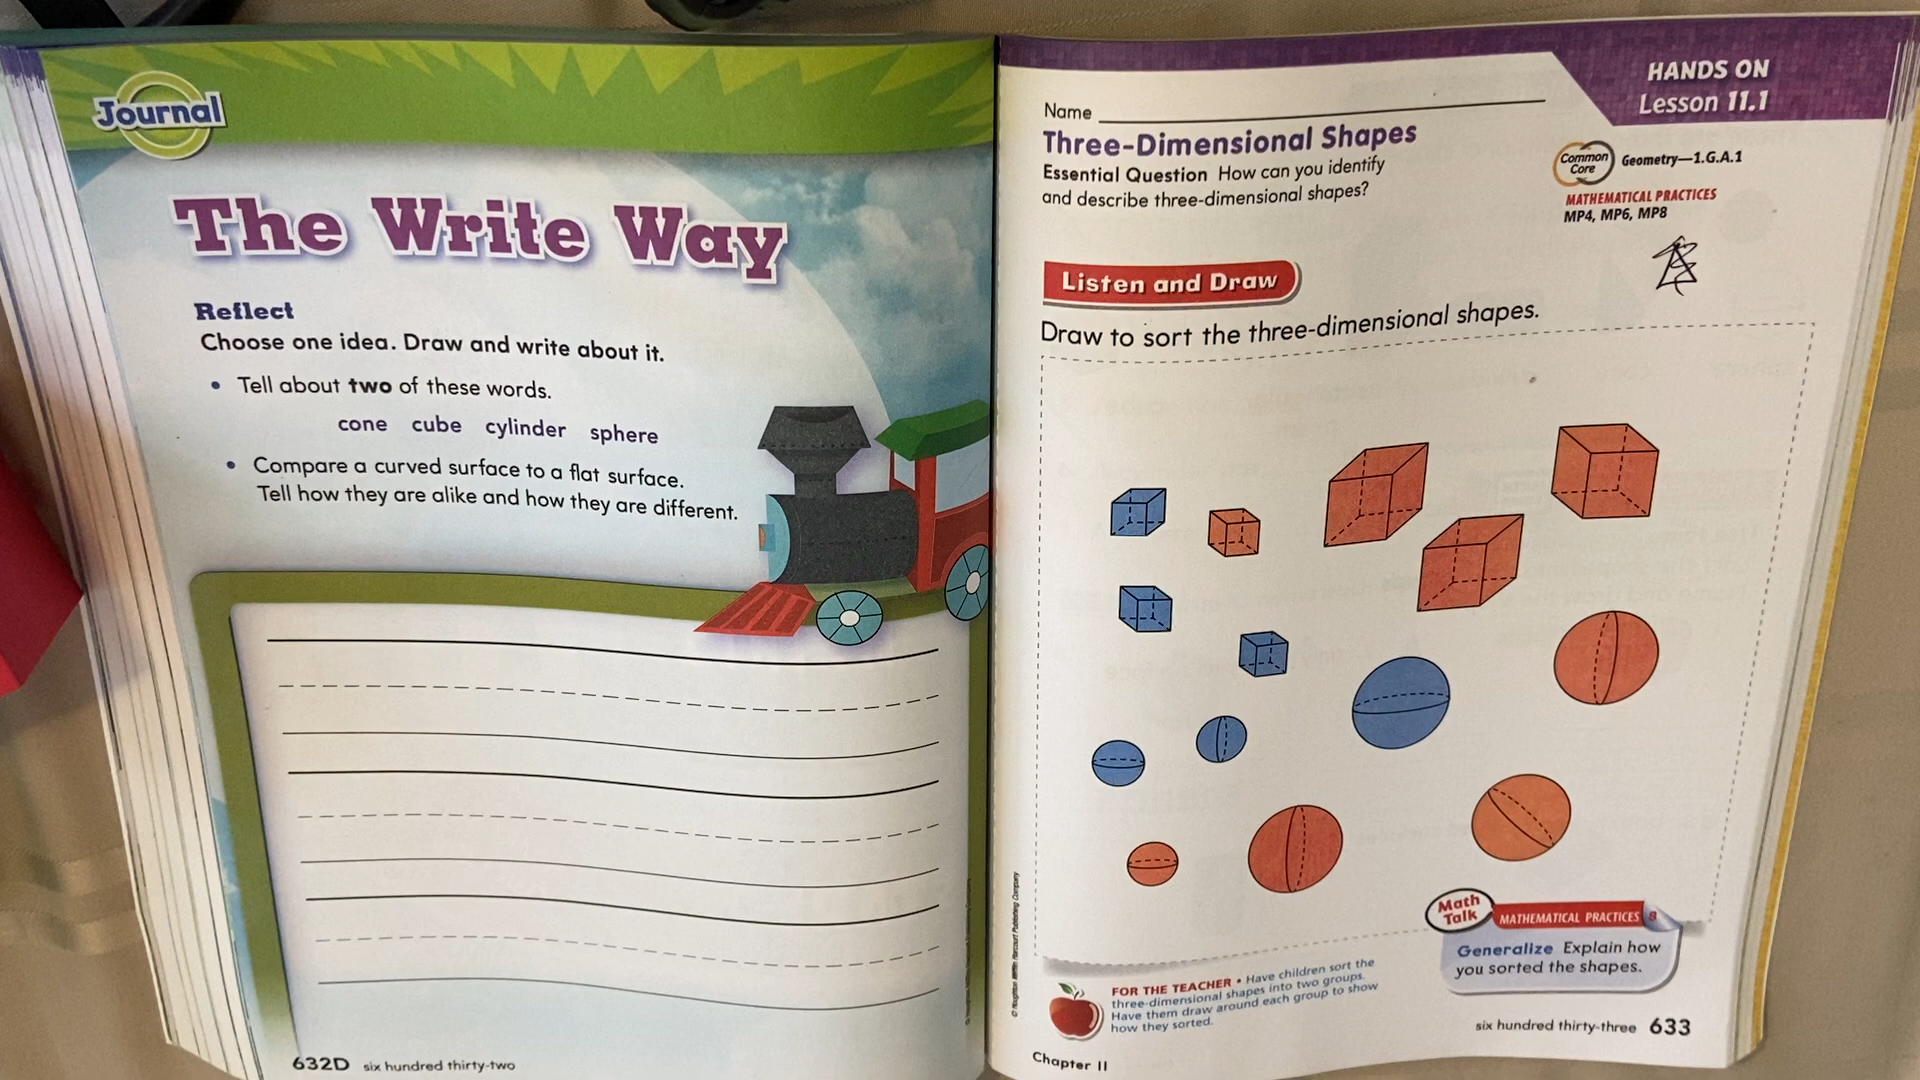 Journal
The Write Way
Reflect
Choose one idea. Draw and write about it.
• Tell about two of these words.
cone cube cylinder sphere
• Compare a curved surface to a flat surface.
Tell how they are alike and how they are different.
632D six hundred thirty-two
HANDS ON
Lesson 11.1
Name
Three-Dimensional Shapes
Essential Question How can you identify
and describe three-dimensional shapes?
Common
Core
Geometry—1.G.A.1
MATHEMATICAL PRACTICES
MP4, MP6, MP8
Listen and Draw
Draw to sort the three-dimensional shapes.
Math
Talk
MATHEMATICAL PRACTICES 8
Generalize Explain how
you sorted the shapes.
FOR THE TEACHER • Have children sort the
three-dimensional shapes into two groups.
Have them draw around each group to show
how they sorted.
© Houghton Mifflin Harcourt Publishing Company
Chapter 11
six hundred thirty-three 633